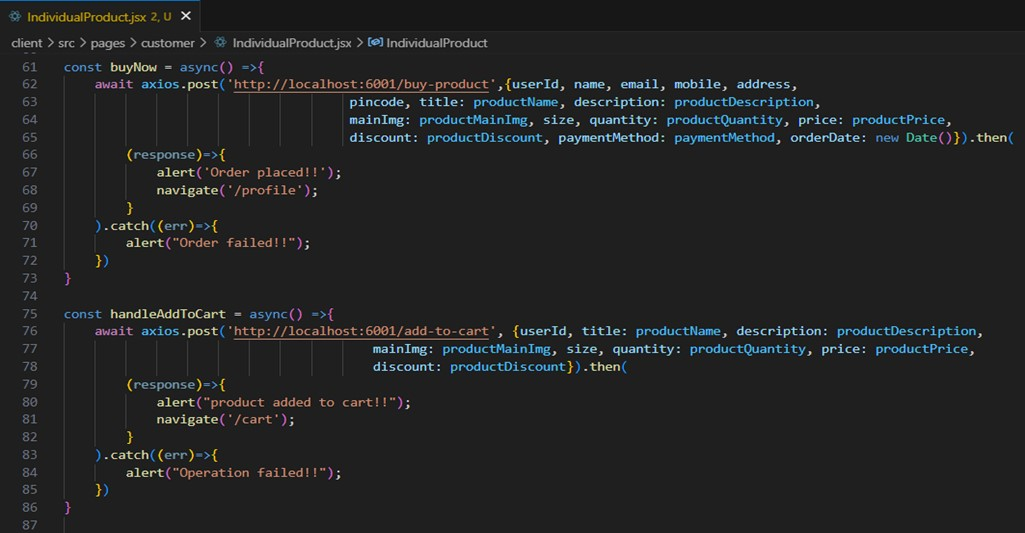 IndividualProduct.jsx 2, U
client > src > pages > customer > IndividualProduct.jsx > IndividualProduct
61 const buyNow = async() =>{
62 await axios.post('http://localhost:6001/buy-product',{userId, name, email, mobile, address,
63 pincode, title: productName, description: productDescription,
64 mainImg: productMainImg, size, quantity: productQuantity, price: productPrice,
65 discount: productDiscount, paymentMethod: paymentMethod, orderDate: new Date()}).then(
66 (response)=>{
67 alert('Order placed!!');
68 navigate('/profile');
69 }
70 ).catch((err)=>{
71 alert("Order failed!!");
72 })
73 }
74
75 const handleAddToCart = async() =>{
76 await axios.post('http://localhost:6001/add-to-cart', {userId, title: productName, description: productDescription,
77 mainImg: productMainImg, size, quantity: productQuantity, price: productPrice,
78 discount: productDiscount}).then(
79 (response)=>{
80 alert("product added to cart!!");
81 navigate('/cart');
82 }
83 ).catch((err)=>{
84 alert("Operation failed!!");
85 })
86 }
87